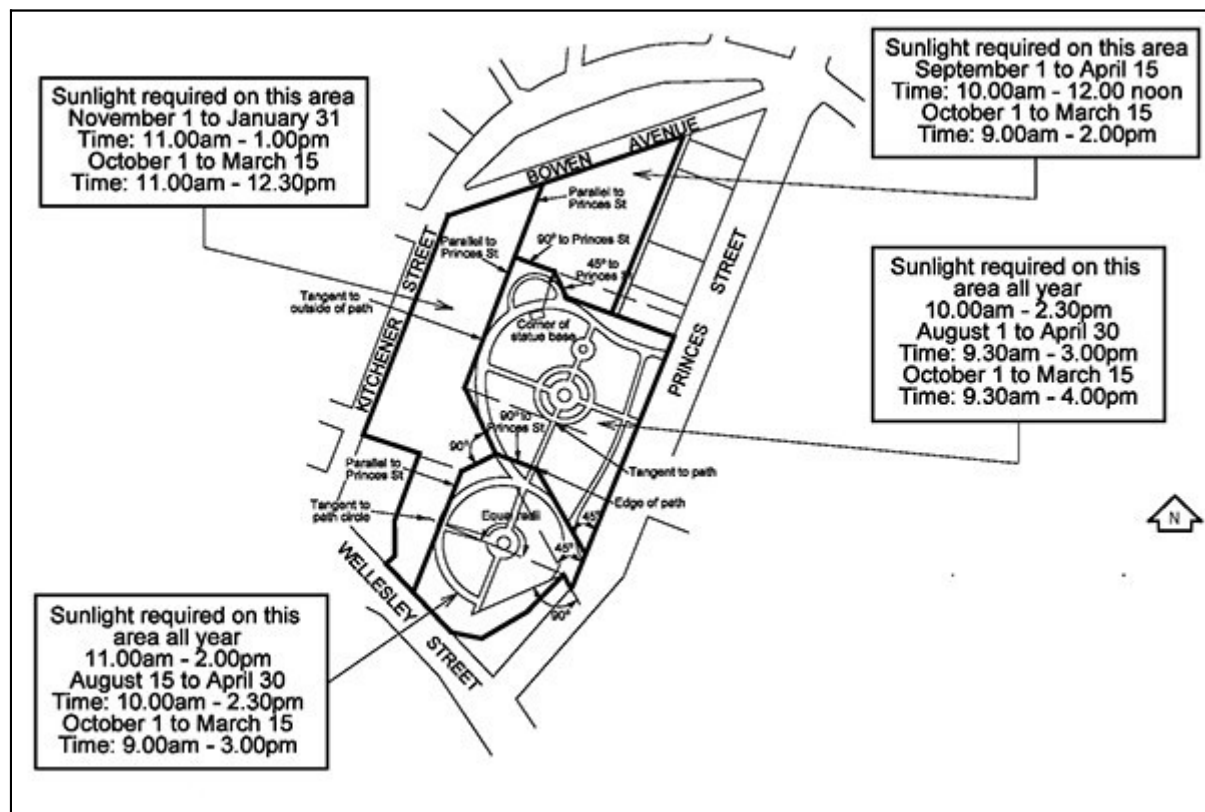 Sunlight required on this area
November 1 to January 31
Time: 11.00am - 1.00pm
October 1 to March 15
Time: 11.00am - 12.30pm
Sunlight required on this area
September 1 to April 15
Time: 10.00am - 12.00 noon
October 1 to March 15
Time: 9.00am - 2.00pm
BOWEN AVENUE
Parallel to
Princes St
90° to Princes St
Parallel to
Princes St
45° to
Princes St
Tangent to
outside of path
Corner of
statue base
KITCHENER STREET
PRINCES STREET
Sunlight required on this
area all year
10.00am - 2.30pm
August 1 to April 30
Time: 9.30am - 3.00pm
October 1 to March 15
Time: 9.30am - 4.00pm
90° to
Princes St
90°
Parallel to
Princes St
Tangent to path
Edge of path
Tangent to
path circle
45°
45°
90°
N
WELLESLEY STREET
Sunlight required on this
area all year
11.00am - 2.00pm
August 15 to April 30
Time: 10.00am - 2.30pm
October 1 to March 15
Time: 9.00am - 3.00pm